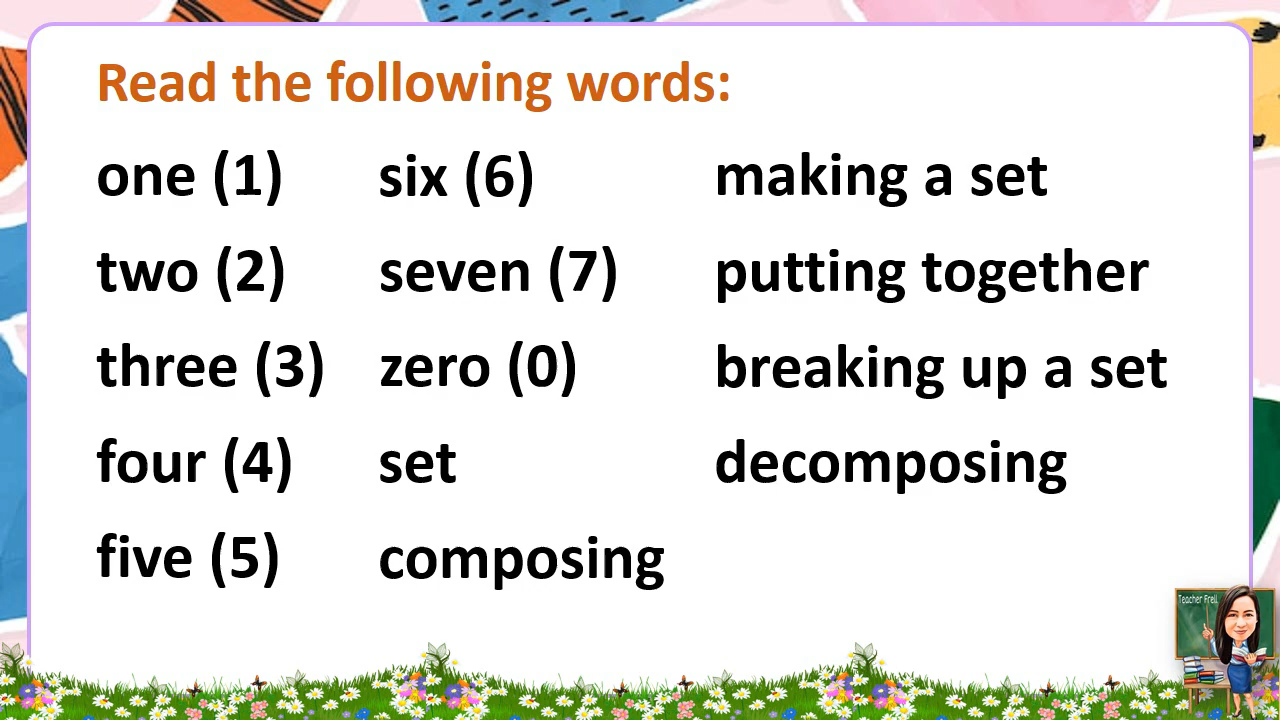 Read the following words:
one (1)
two (2)
three (3)
four (4)
five (5)
six (6)
seven (7)
zero (0)
set
composing
making a set
putting together
breaking up a set
decomposing
Teacher Frell